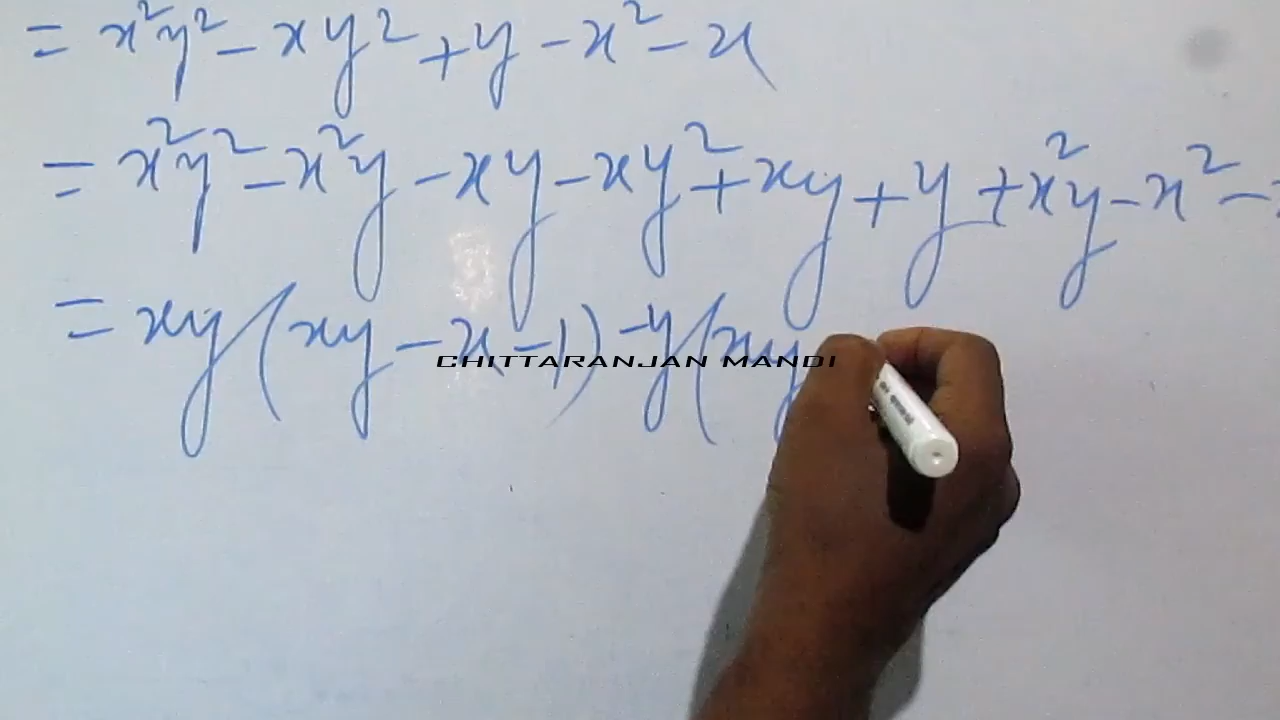 = x²y² - xy² + y - x² - x
= x²y² - x²y - xy - xy² + xy + y + x²y - x² -
= xy(xy - x - 1) - y(xy
CHITTARANJAN MANDI